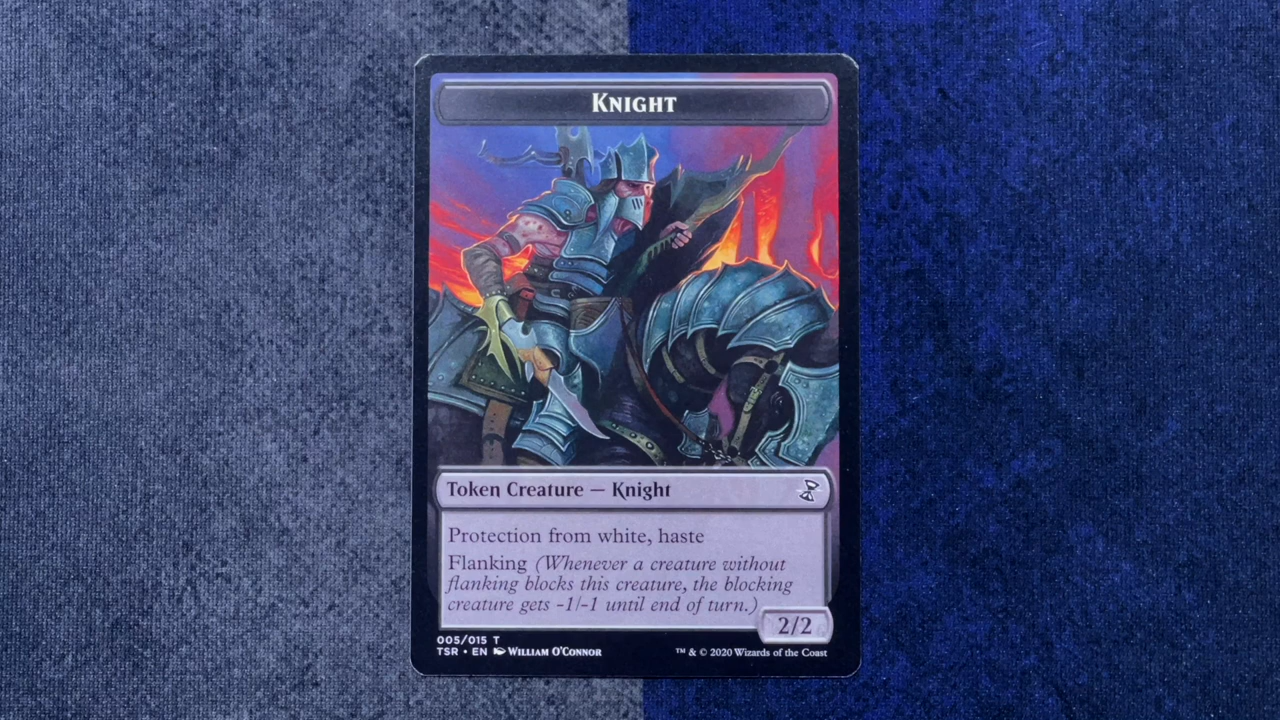 KNIGHT
Token Creature — Knight
Protection from white, haste
Flanking (Whenever a creature without
flanking blocks this creature, the blocking
creature gets -1/-1 until end of turn.)
2/2
005/015 T
TSR • EN WILLIAM O'CONNOR
™ & © 2020 Wizards of the Coast